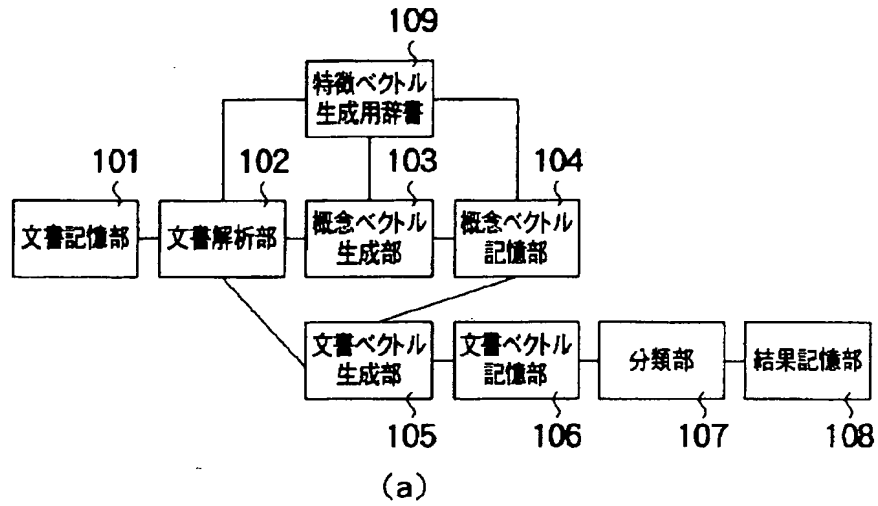 109
特徴ベクトル
生成用辞書
101
102
103
104
文書記憶部
文書解析部
概念ベクトル
生成部
概念ベクトル
記憶部
文書ベクトル
生成部
文書ベクトル
記憶部
分類部
結果記憶部
105
106
107
108
(a)